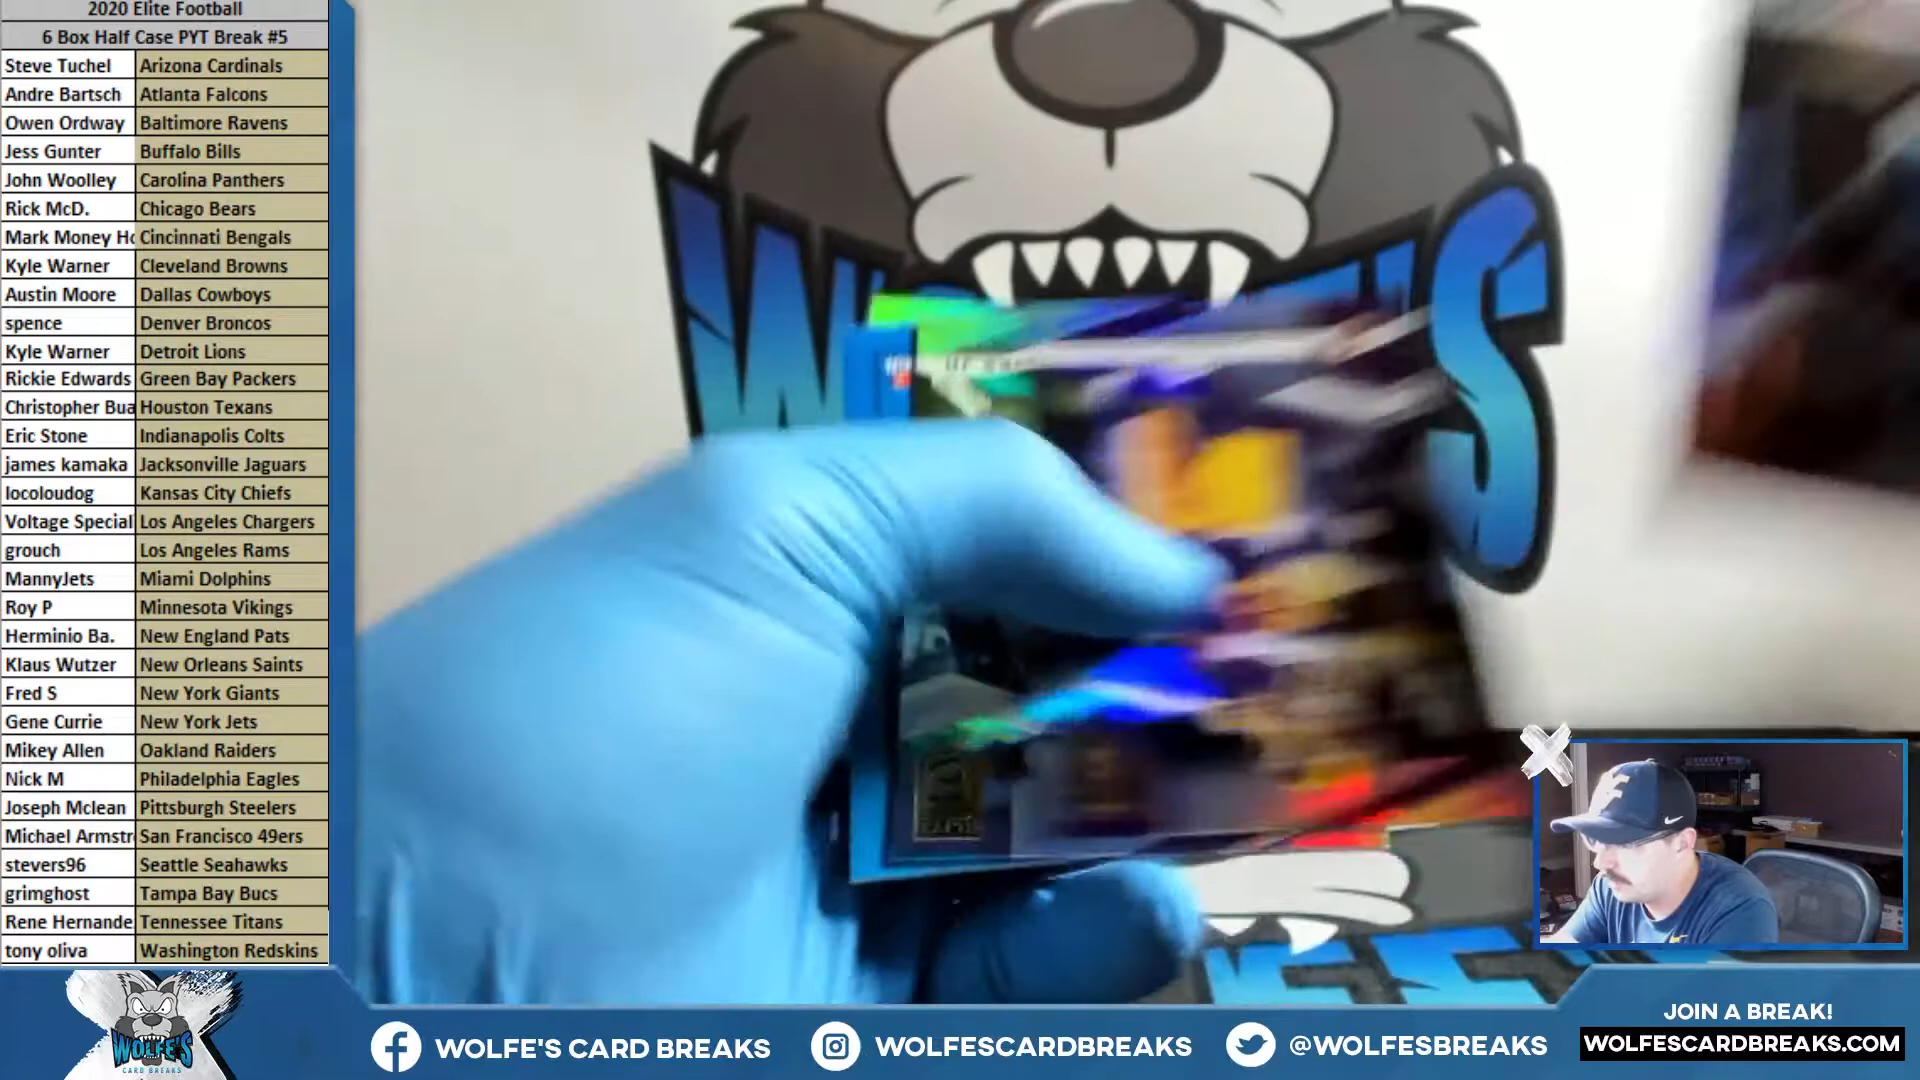 2020 Elite Football
6 Box Half Case PYT Break #5
Steve Tuchel Arizona Cardinals
Andre Bartsch Atlanta Falcons
Owen Ordway Baltimore Ravens
Jess Gunter Buffalo Bills
John Woolley Carolina Panthers
Rick McD. Chicago Bears
Mark Money Ho Cincinnati Bengals
Kyle Warner Cleveland Browns
Austin Moore Dallas Cowboys
spence Denver Broncos
Kyle Warner Detroit Lions
Rickie Edwards Green Bay Packers
Christopher Bua Houston Texans
Eric Stone Indianapolis Colts
james kamaka Jacksonville Jaguars
locoloudog Kansas City Chiefs
Voltage Special Los Angeles Chargers
grouch Los Angeles Rams
MannyJets Miami Dolphins
Roy P Minnesota Vikings
Herminio Ba. New England Pats
Klaus Wutzer New Orleans Saints
Fred S New York Giants
Gene Currie New York Jets
Mikey Allen Oakland Raiders
Nick M Philadelphia Eagles
Joseph Mclean Pittsburgh Steelers
Michael Armstr San Francisco 49ers
stevers96 Seattle Seahawks
grimghost Tampa Bay Bucs
Rene Hernande Tennessee Titans
tony oliva Washington Redskins
WOLFE'S
CARD BREAKS
WOLFE'S CARD BREAKS
WOLFESCARDBREAKS
@WOLFESBREAKS
JOIN A BREAK!
WOLFESCARDBREAKS.COM